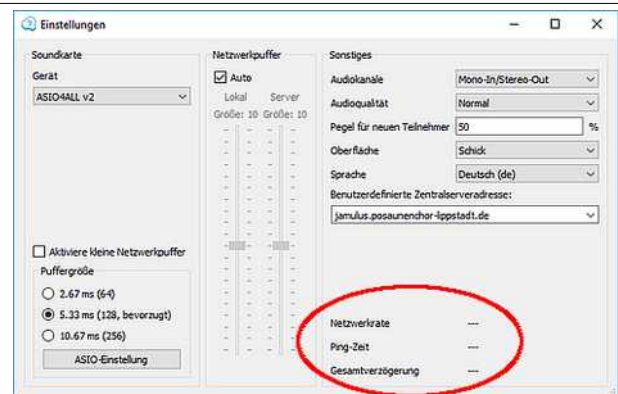 Einstellungen
Soundkarte
Gerät
ASIO4ALL v2
Aktiviere kleine Netzwerkpuffer
Puffergröße
2.67 ms (64)
5.33 ms (128, bevorzugt)
10.67 ms (256)
ASIO-Einstellung
Netzwerkpuffer
Auto
Lokal Server
Größe: 10 Größe: 10
Sonstiges
Audiokanäle Mono-In/Stereo-Out
Audioqualität Normal
Pegel für neuen Teilnehmer 50 %
Oberfläche Schick
Sprache Deutsch (de)
Benutzerdefinierte Zentralserveradresse:
jamulus.posaunenchor-lippstadt.de
Netzwerkrate ---
Ping-Zeit ---
Gesamtverzögerung ---